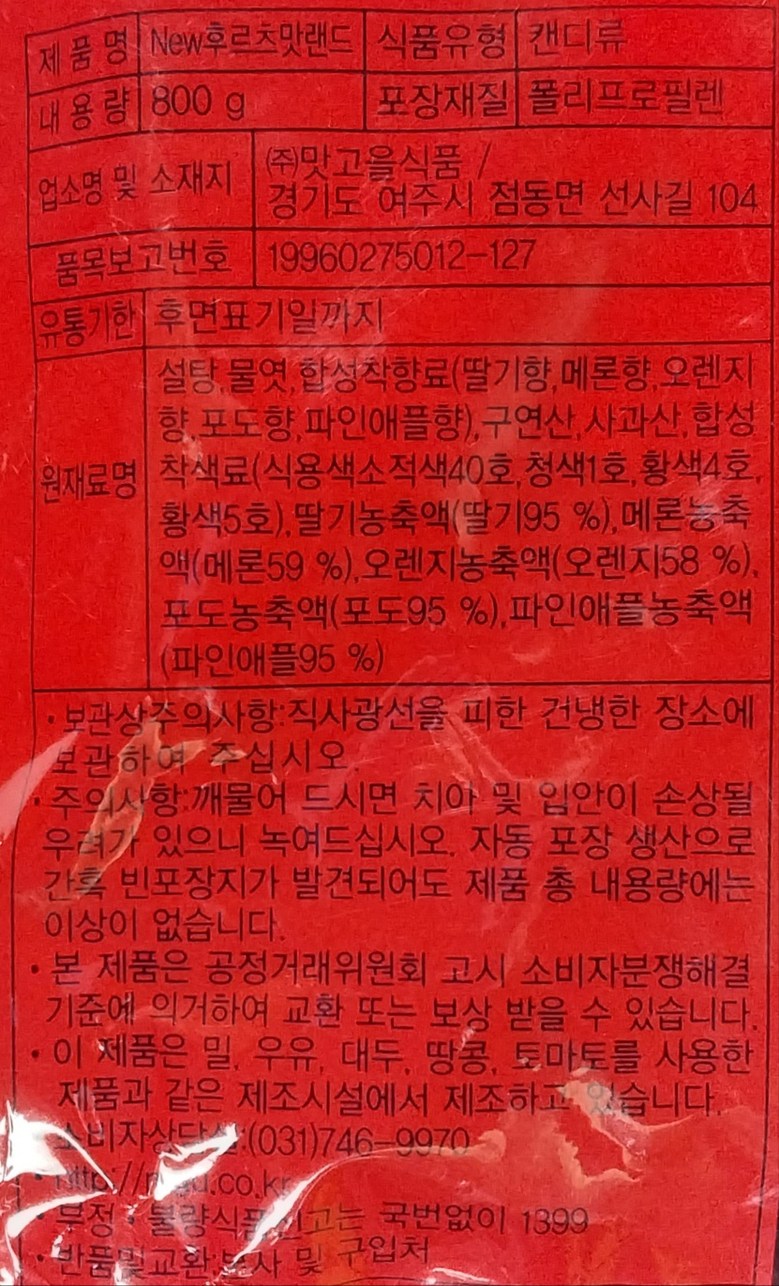 제품명 New후르츠맛랜드 식품유형 캔디류
내용량 800 g 포장재질 폴리프로필렌
업소명 및 소재지 (주)맛고을식품 /
경기도 여주시 점동면 선사길 104
품목보고번호 19960275012-127
유통기한 후면표기일까지
설탕,물엿,합성착향료(딸기향,메론향,오렌지
향,포도향,파인애플향),구연산,사과산,합성
원재료명 착색료(식용색소적색40호,청색1호,황색4호,
황색5호),딸기농축액(딸기95 %),메론농축
액(메론59 %),오렌지농축액(오렌지58 %),
포도농축액(포도95 %),파인애플농축액
(파인애플95 %)
·보관상주의사항:직사광선을 피한 건냉한 장소에
보관하여 주십시오.
·주의사항:깨물어 드시면 치아 및 입안이 손상될
우려가 있으니 녹여드십시오. 자동 포장 생산으로
간혹 빈포장지가 발견되어도 제품 총 내용량에는
이상이 없습니다.
·본 제품은 공정거래위원회 고시 소비자분쟁해결
기준에 의거하여 교환 또는 보상 받을 수 있습니다.
·이 제품은 밀, 우유, 대두, 땅콩, 토마토를 사용한
제품과 같은 제조시설에서 제조하고 있습니다.
소비자상담실:(031)746-9970
·부정·불량식품신고는 국번없이 1399
·반품및교환:본사 및 구입처